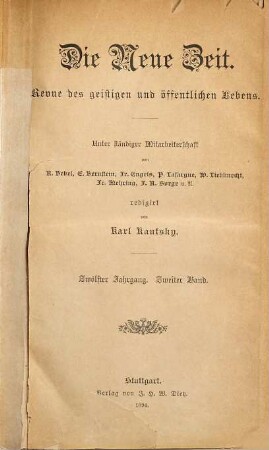 Die Neue Zeit.
Revue des geistigen und öffentlichen Lebens.
Unter ständiger Mitarbeiterschaft
von
A. Bebel, E. Bernstein, Fr. Engels, P. Lafargue, W. Liebknecht,
Fr. Mehring, F. A. Sorge u. A.
redigirt
von
Karl Kautsky.
Zwölfter Jahrgang. Zweiter Band.
Stuttgart.
Verlag von J. H. W. Dietz.
1894.